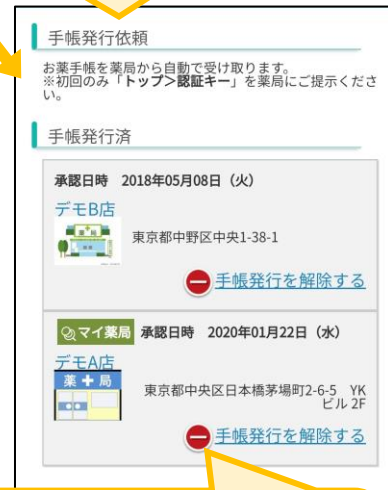 手帳発行依頼
お薬手帳を薬局から自動で受け取ります。
※初回のみ「トップ>認証キー」を薬局にご提示くださ
い。
手帳発行済
承認日時　2018年05月08日（火）
デモB店
薬 局
東京都中野区中央1-38-1
手帳発行を解除する
マイ薬局 承認日時　2020年01月22日（水）
デモA店
薬 局
東京都中央区日本橋茅場町2-6-5　YK
ビル 2F
手帳発行を解除する